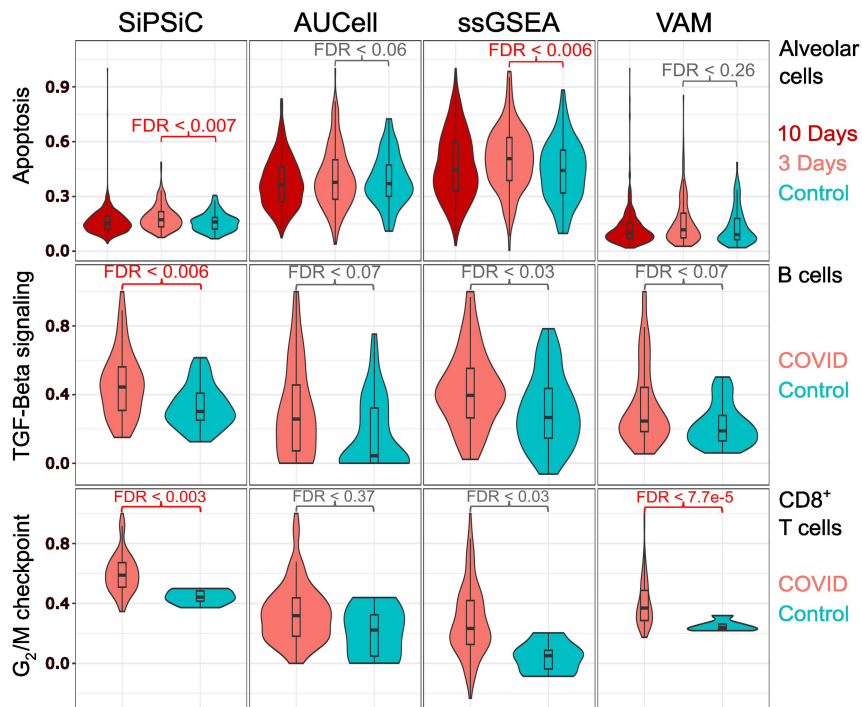 SiPSiC AUCell ssGSEA VAM
Apoptosis
0.9
0.6
0.3
0.0
FDR < 0.007
FDR < 0.06
FDR < 0.006
FDR < 0.26
Alveolar
cells
10 Days
3 Days
Control
TGF-Beta signaling
0.8
0.4
0.0
FDR < 0.006
FDR < 0.07
FDR < 0.03
FDR < 0.07
B cells
COVID
Control
G₂/M checkpoint
0.8
0.4
0.0
FDR < 0.003
FDR < 0.37
FDR < 0.03
FDR < 7.7e-5
CD8⁺
T cells
COVID
Control